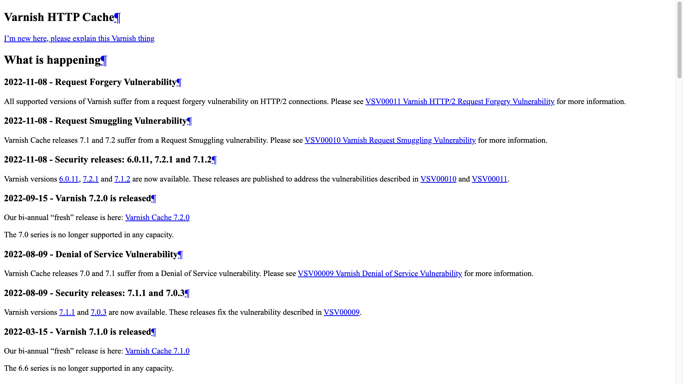 Varnish HTTP Cache¶
I'm new here, please explain this Varnish thing
What is happening¶
2022-11-08 - Request Forgery Vulnerability¶
All supported versions of Varnish suffer from a request forgery vulnerability on HTTP/2 connections. Please see VSV00011 Varnish HTTP/2 Request Forgery Vulnerability for more information.
2022-11-08 - Request Smuggling Vulnerability¶
Varnish Cache releases 7.1 and 7.2 suffer from a Request Smuggling vulnerability. Please see VSV00010 Varnish Request Smuggling Vulnerability for more information.
2022-11-08 - Security releases: 6.0.11, 7.2.1 and 7.1.2¶
Varnish versions 6.0.11, 7.2.1 and 7.1.2 are now available. These releases are published to address the vulnerabilities described in VSV00010 and VSV00011.
2022-09-15 - Varnish 7.2.0 is released¶
Our bi-annual “fresh” release is here: Varnish Cache 7.2.0
The 7.0 series is no longer supported in any capacity.
2022-08-09 - Denial of Service Vulnerability¶
Varnish Cache releases 7.0 and 7.1 suffer from a Denial of Service vulnerability. Please see VSV00009 Varnish Denial of Service Vulnerability for more information.
2022-08-09 - Security releases: 7.1.1 and 7.0.3¶
Varnish versions 7.1.1 and 7.0.3 are now available. These releases fix the vulnerability described in VSV00009.
2022-03-15 - Varnish 7.1.0 is released¶
Our bi-annual “fresh” release is here: Varnish Cache 7.1.0
The 6.6 series is no longer supported in any capacity.